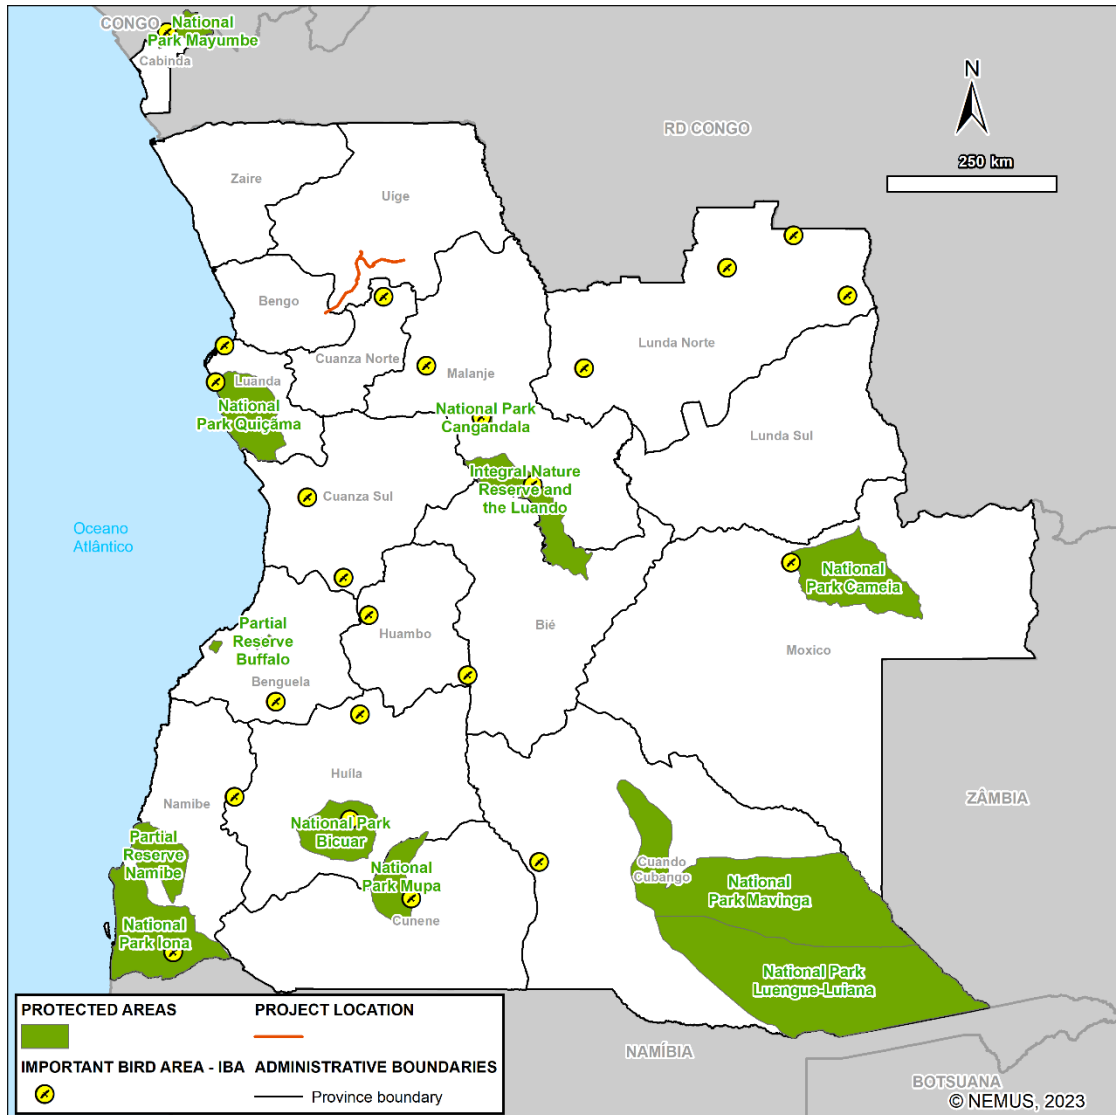 CONGO
National
Park Mayumbe
Cabinda
N
RD CONGO
250 km
Zaire
Uíge
Bengo
Cuanza Norte
Lunda Norte
Malanje
Luanda
National
Park Quiçãma
National Park
Cangandala
Lunda Sul
Integral Nature
Reserve and
the Luando
Cuanza Sul
Oceano
Atlântico
National
Park Cameia
Partial
Reserve
Buffalo
Huambo
Bié
Moxico
Benguela
Huíla
Namibe
ZÂMBIA
National Park
Bicuar
Partial
Reserve
Namibe
National
Park Mupa
Cuando
Cubango
National
Park Mavinga
Cunene
National
Park Iona
National Park
Luengue-Luiana
PROTECTED AREAS
PROJECT LOCATION
IMPORTANT BIRD AREA - IBA
ADMINISTRATIVE BOUNDARIES
Province boundary
NAMÍBIA
BOTSUANA
© NEMUS, 2023